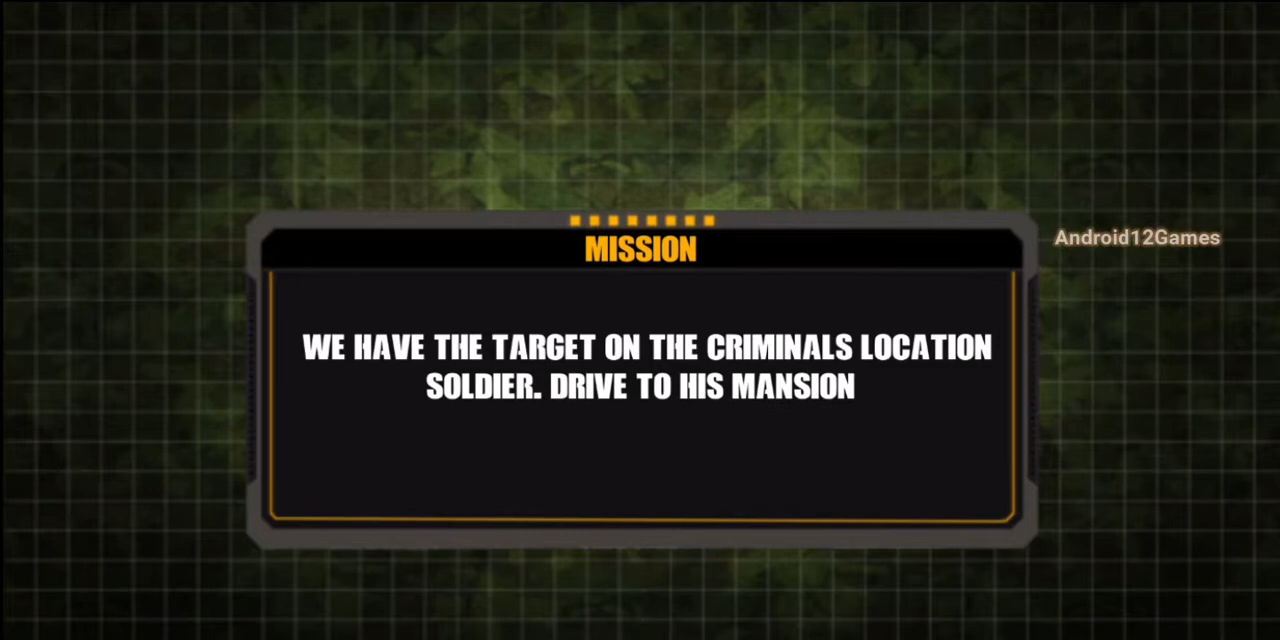 MISSION
Android12Games
WE HAVE THE TARGET ON THE CRIMINALS LOCATION
SOLDIER. DRIVE TO HIS MANSION